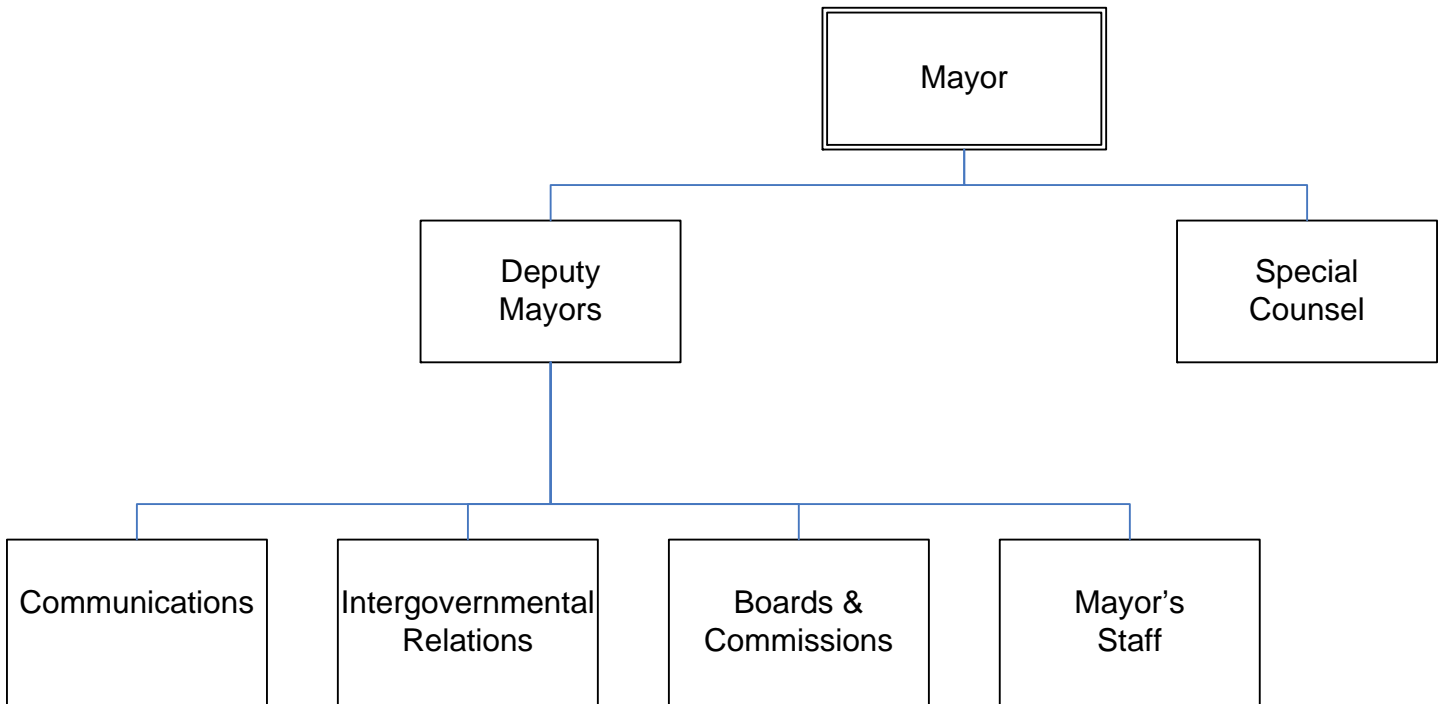 Mayor
Deputy
Mayors
Special
Counsel
Communications
Intergovernmental
Relations
Boards &
Commissions
Mayor’s
Staff